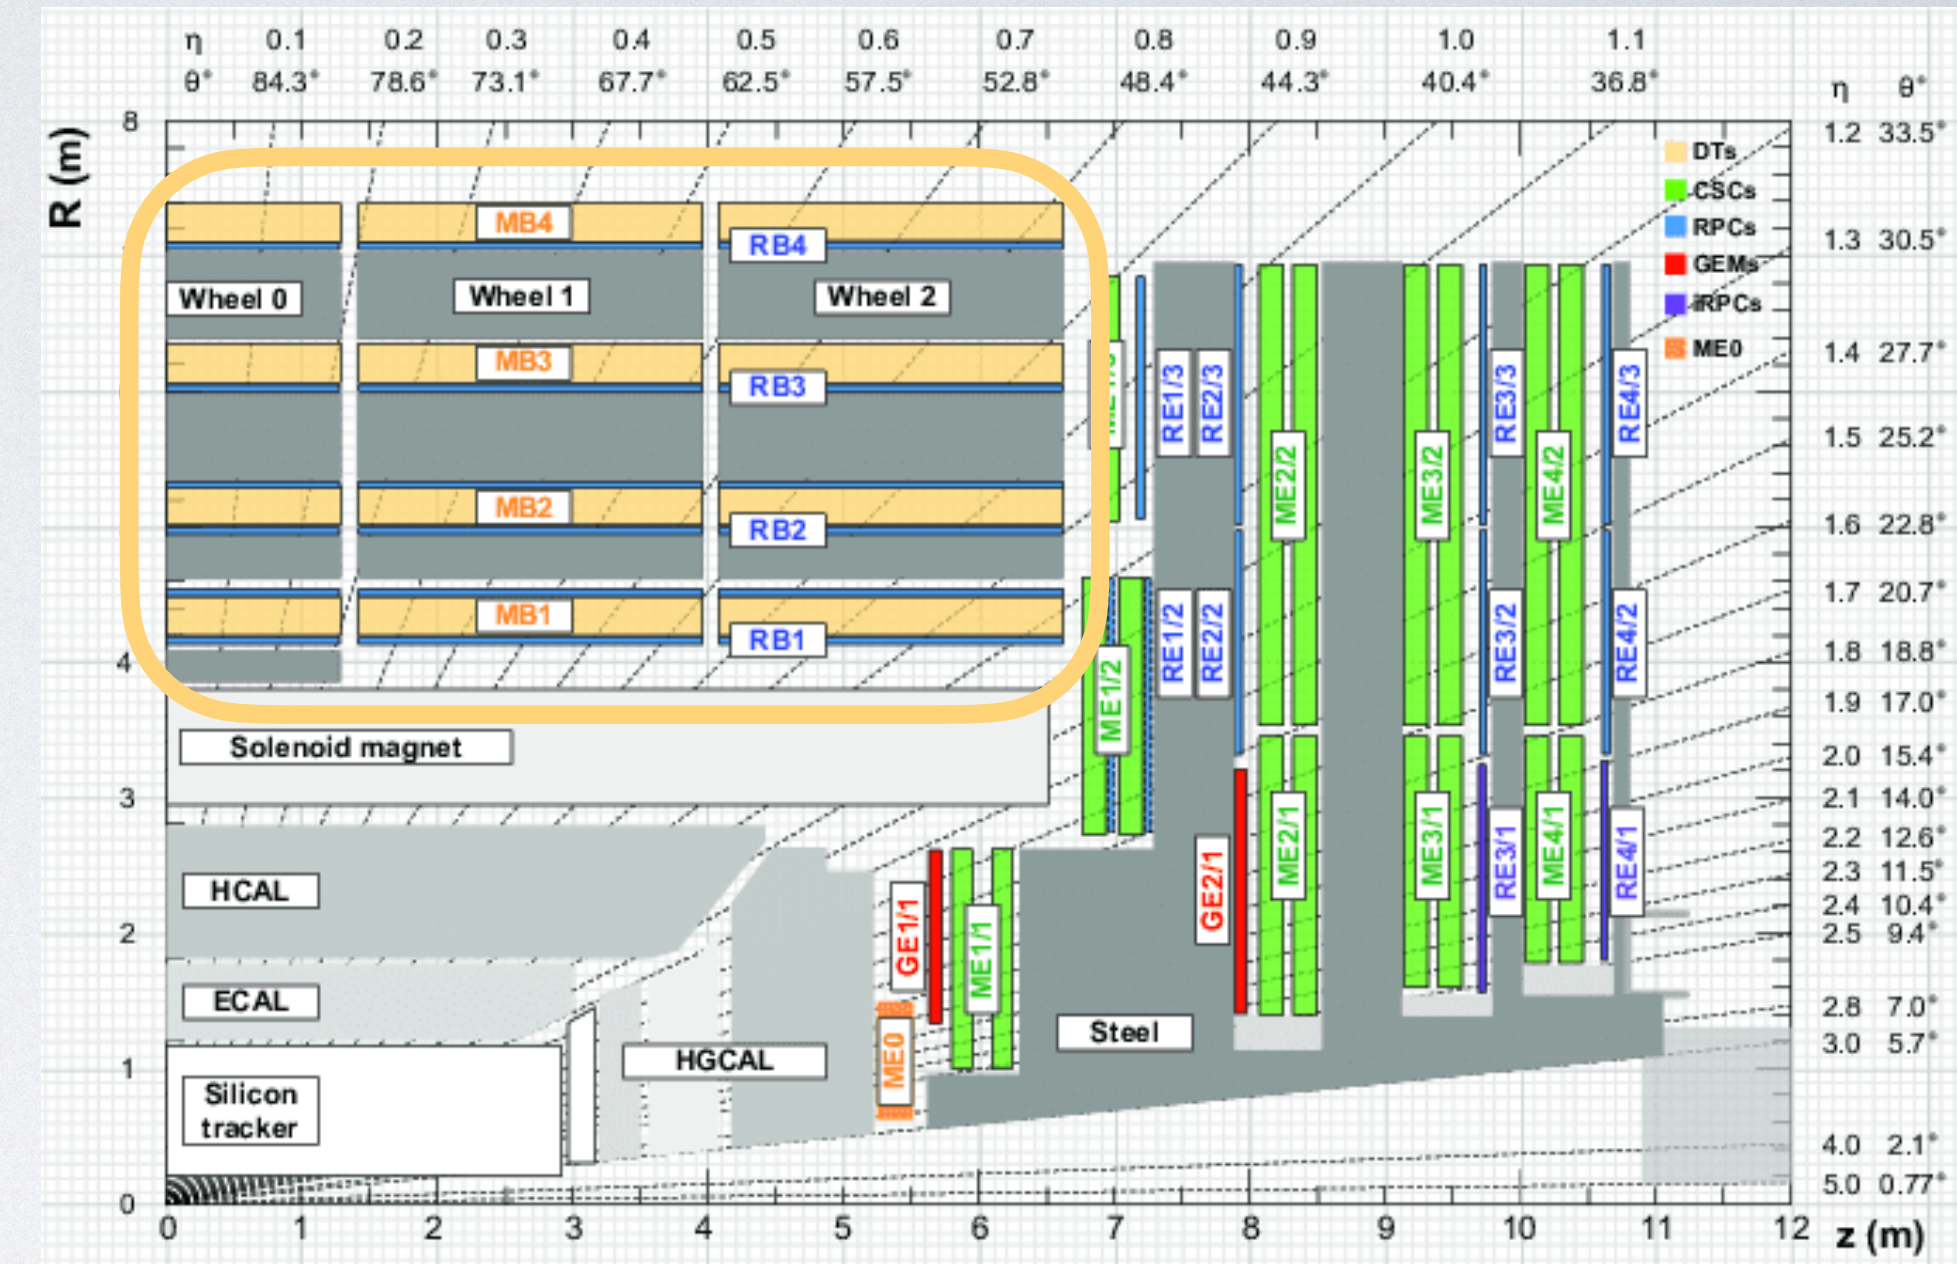 η 0.1 0.2 0.3 0.4 0.5 0.6 0.7 0.8 0.9 1.0 1.1
θ° 84.3° 78.6° 73.1° 67.7° 62.5° 57.5° 52.8° 48.4° 44.3° 40.4° 36.8° η θ°
8
R (m)
1.2 33.5°
DTs
CSCs
RPCs
GEMs
iRPCs
ME0
1.3 30.5°
1.4 27.7°
1.5 25.2°
1.6 22.8°
1.7 20.7°
1.8 18.8°
1.9 17.0°
2.0 15.4°
2.1 14.0°
2.2 12.6°
2.3 11.5°
2.4 10.4°
2.5 9.4°
2.8 7.0°
3.0 5.7°
4.0 2.1°
5.0 0.77°
MB4
RB4
Wheel 0 Wheel 1 Wheel 2
MB3
RB3
MB2
RB2
MB1
RB1
4
Solenoid magnet
3
HCAL
2
ECAL
HGCAL
1
Silicon
tracker
Steel
RE1/3
RE2/3
ME2/2
ME3/2
RE3/3
ME4/2
RE4/3
ME1/2
RE1/2
RE2/2
RE3/2
RE4/2
GE1/1
ME0
ME1/1
GE2/1
ME2/1
ME3/1
RE3/1
ME4/1
RE4/1
0
0 1 2 3 4 5 6 7 8 9 10 11 12 z (m)